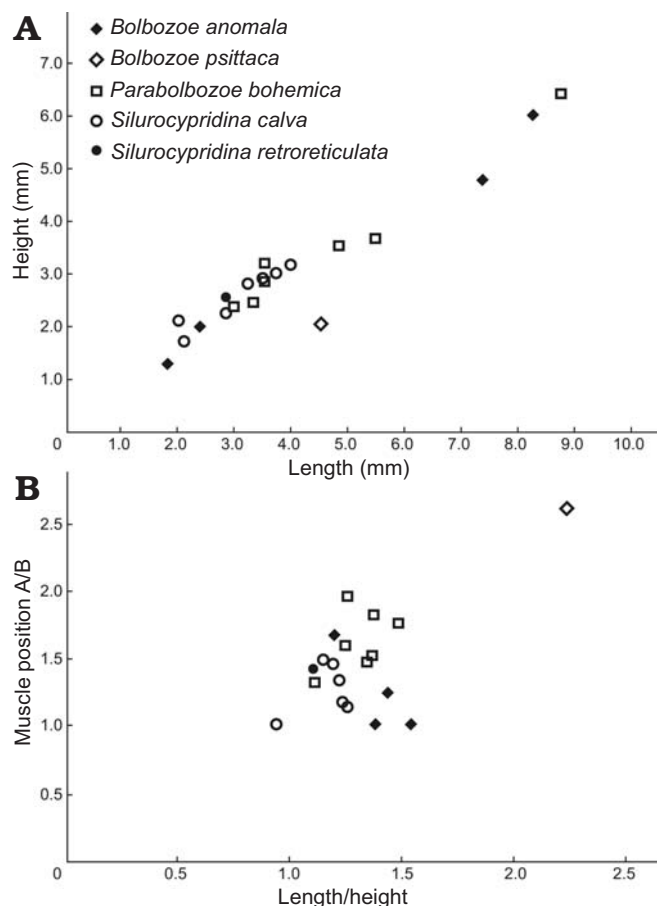 A
Bolbozoe anomala
Bolbozoe psittaca
Parabolbozoe bohemica
Silurocypridina calva
Silurocypridina retroreticulata
7.0
6.0
5.0
4.0
3.0
2.0
1.0
Height (mm)
0 1.0 2.0 3.0 4.0 5.0 6.0 7.0 8.0 9.0 10.0
Length (mm)
B
2.5
2.0
1.5
1.0
0.5
Muscle position A/B
0 0.5 1.0 1.5 2.0 2.5
Length/height